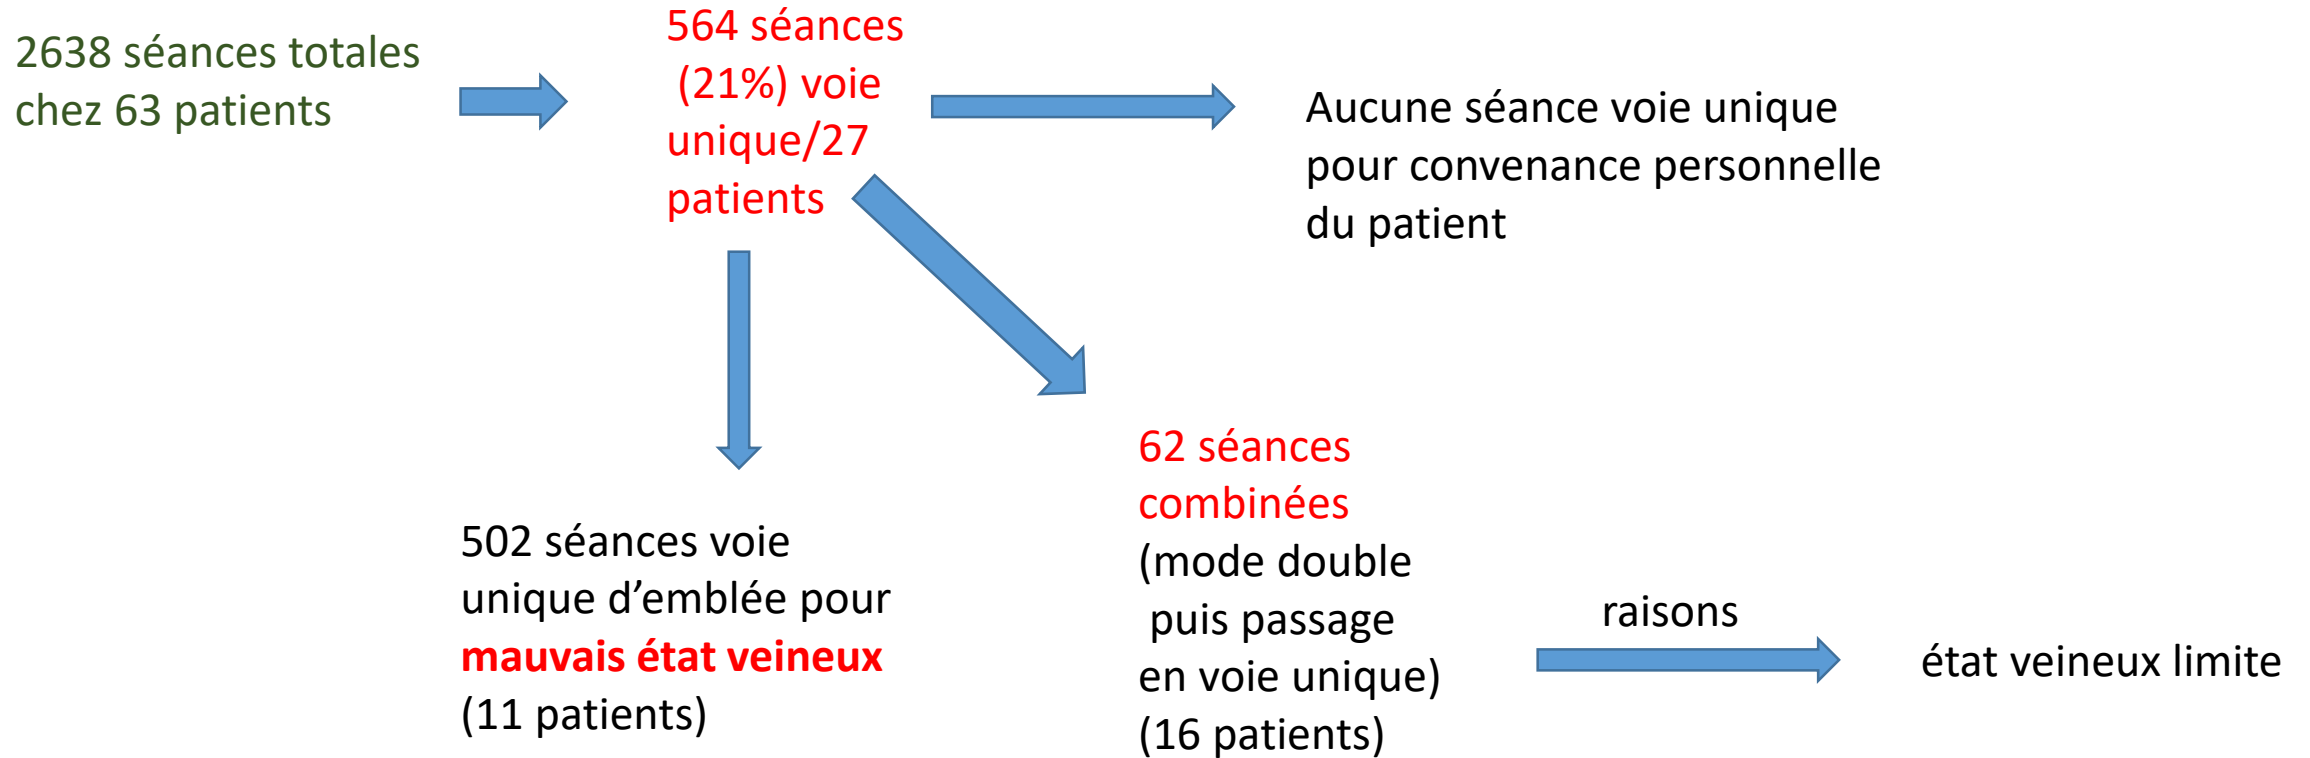 2638 séances totales
chez 63 patients
564 séances
(21%) voie
unique/27
patients
Aucune séance voie unique
pour convenance personnelle
du patient
502 séances voie
unique d’emblée pour
mauvais état veineux
(11 patients)
62 séances
combinées
(mode double
puis passage
en voie unique)
(16 patients)
raisons
état veineux limite